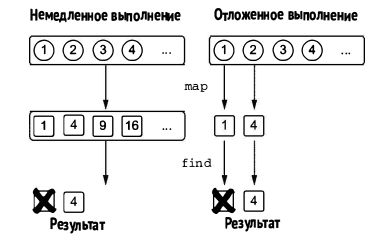 Немедленное выполнение
Отложенное выполнение
1 2 3 4 ...
1 2 3 4 ...
map
1 4 9 16 ...
1 4
find
4
4
Результат
Результат